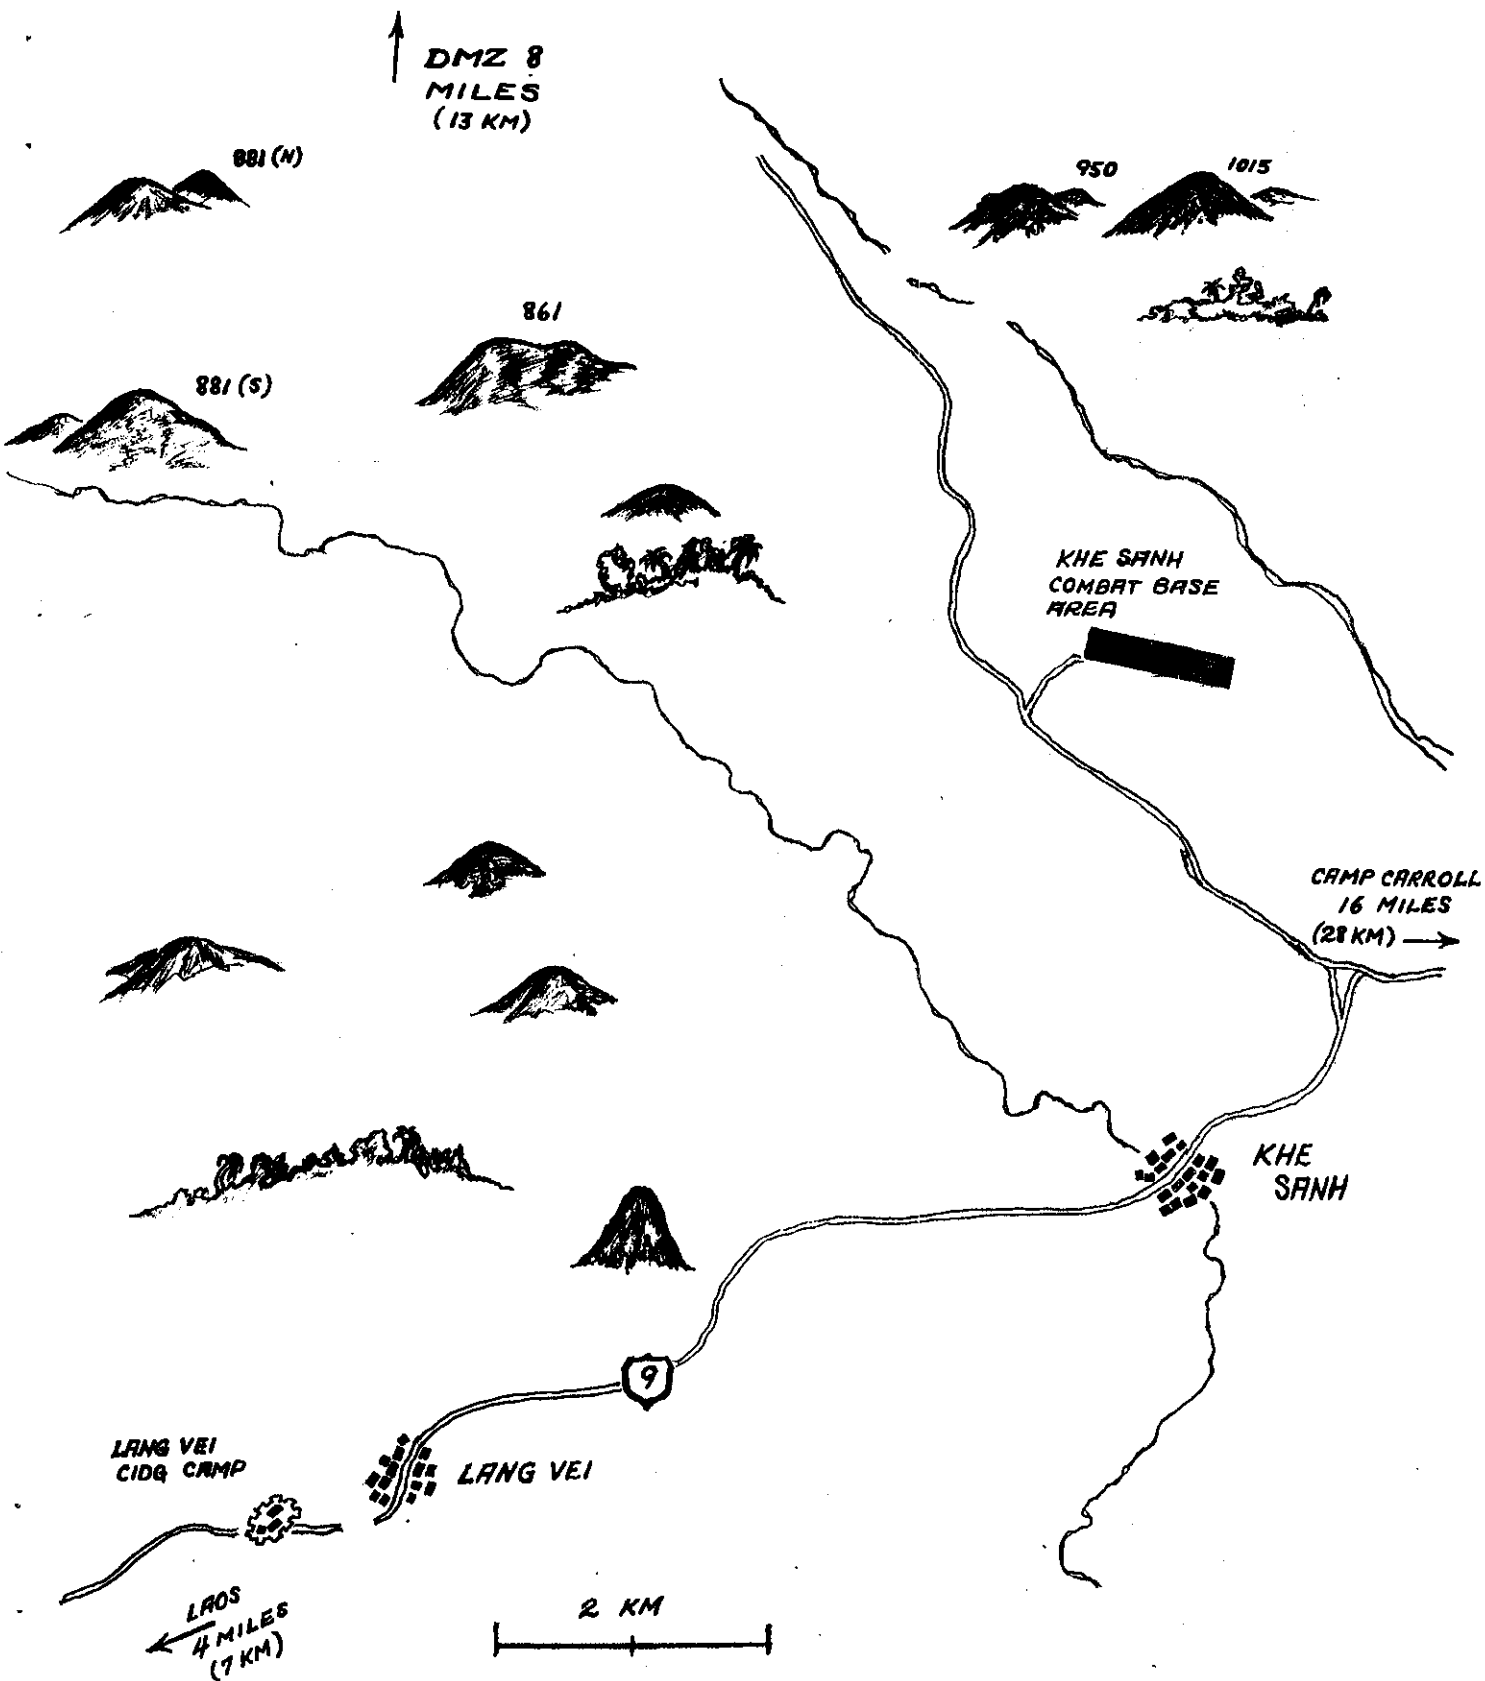 DMZ 8
MILES
(13 KM)
881 (N)
950
1015
861
881 (S)
KHE SANH
COMBAT BASE
AREA
CAMP CARROLL
16 MILES
(28 KM)
KHE
SANH
9
LANG VEI
CIDG CAMP
LANG VEI
LAOS
4 MILES
(7 KM)
2 KM